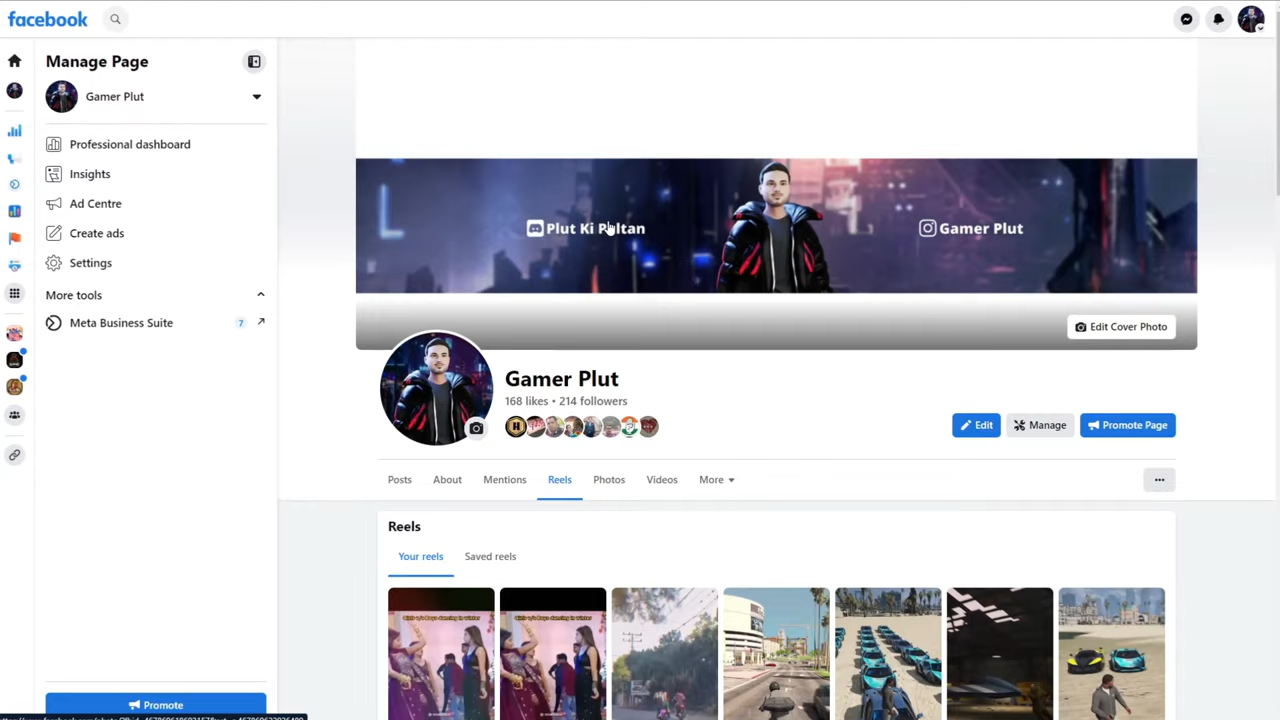 facebook
Manage Page
Gamer Plut
Professional dashboard
Insights
Ad Centre
Create ads
Settings
More tools
Meta Business Suite 7
Promote
Plut Ki Pultan
Gamer Plut
Edit Cover Photo
Gamer Plut
168 likes • 214 followers
Edit Manage Promote Page
Posts About Mentions Reels Photos Videos More
Reels
Your reels Saved reels